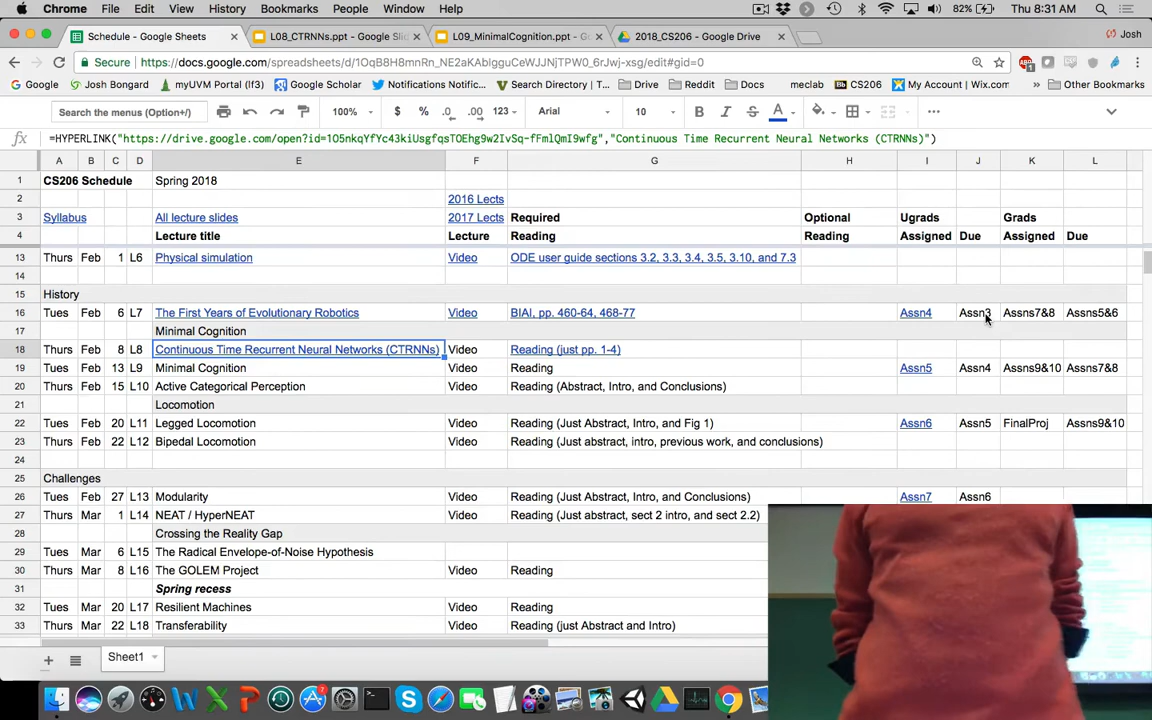 Chrome File Edit View History Bookmarks People Window Help 82% Thu 8:31 AM
Schedule - Google Sheets L08_CTRNNs.ppt - Google Slid L09_MinimalCognition.ppt - G 2018_CS206 - Google Drive Josh
Secure https://docs.google.com/spreadsheets/d/1OqB8H8mnrn_NE2aKAbIgguCeWJJNjTPW0_6rJwj-xsg/edit#gid=0
Google Josh Bongard myUVM Portal (3) Google Scholar Notifications Notific... Search Directory | T... Drive Reddit Docs meclab CS206 My Account | Wix.com Other Bookmarks
Search the menus (Option+/) 100% $ % .0 .00 123 Arial 10 B I S A
fx =HYPERLINK("https://drive.google.com/open?id=1O5nkqYfYc43kiUsgfqsTOEhg9w2IvSq-fFmlQmI9wfg","Continuous Time Recurrent Neural Networks (CTRNNs)")
A B C D E F G H I J K L
1 CS206 Schedule Spring 2018
2 2016 Lects
3 Syllabus All lecture slides 2017 Lects Required Optional Ugrads Grads
4 Lecture title Lecture Reading Reading Assigned Due Assigned Due
13 Thurs Feb 1 L6 Physical simulation Video ODE user guide sections 3.2, 3.3, 3.4, 3.5, 3.10, and 7.3
14
15 History
16 Tues Feb 6 L7 The First Years of Evolutionary Robotics Video BIAI, pp. 460-64, 468-77 Assn4 Assn3 Assns7&8 Assns5&6
17 Minimal Cognition
18 Thurs Feb 8 L8 Continuous Time Recurrent Neural Networks (CTRNNs) Video Reading (just pp. 1-4)
19 Tues Feb 13 L9 Minimal Cognition Video Reading Assn5 Assn4 Assns9&10 Assns7&8
20 Thurs Feb 15 L10 Active Categorical Perception Video Reading (Abstract, Intro, and Conclusions)
21 Locomotion
22 Tues Feb 20 L11 Legged Locomotion Video Reading (Just Abstract, Intro, and Fig 1) Assn6 Assn5 FinalProj Assns9&10
23 Thurs Feb 22 L12 Bipedal Locomotion Video Reading (Just abstract, intro, previous work, and conclusions)
24
25 Challenges
26 Tues Feb 27 L13 Modularity Video Reading (Just Abstract, Intro, and Conclusions) Assn7 Assn6
27 Thurs Mar 1 L14 NEAT / HyperNEAT Video Reading (Just abstract, sect 2 intro, and sect 2.2)
28 Crossing the Reality Gap
29 Tues Mar 6 L15 The Radical Envelope-of-Noise Hypothesis
30 Thurs Mar 8 L16 The GOLEM Project Video Reading
31 Spring recess
32 Tues Mar 20 L17 Resilient Machines Video Reading
33 Thurs Mar 22 L18 Transferability Video Reading (just Abstract and Intro)
Sheet1